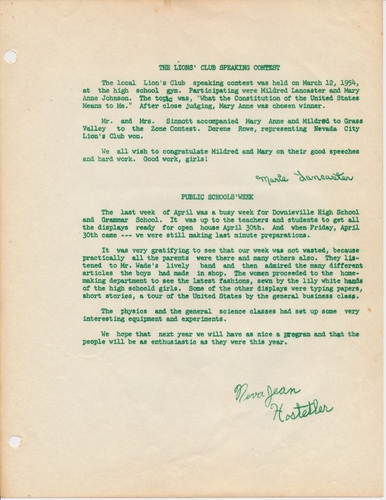 THE LIONS' CLUB SPEAKING CONTEST
The local Lion's Club speaking contest was held on March 12, 1954,
at the high school gym. Participating were Mildred Lancaster and Mary
Anne Johnson. The topic was, "What the Constitution of the United States
Means to Me." After close judging, Mary Anne was chosen winner.
Mr. and Mrs. Sinnott accompanied Mary Anne and Mildred to Grass
Valley to the Zone Contest. Derene Rove, representing Nevada City
Lion's Club won.
We all wish to congratulate Mildred and Mary on their good speeches
and hard work. Good work, girls!
Marie Lancaster
PUBLIC SCHOOLS' WEEK
The last week of April was a busy week for Downieville High School
and Grammar School. It was up to the teachers and students to get all
the displays ready for open house April 30th. And when Friday, April
30th came --- we were still making last minute preparations.
It was very gratifying to see that our week was not wasted, because
practically all the parents were there and many others also. They lis-
tened to Mr. Wade's lively band and then admired the many different
articles the boys had made in shop. The women proceeded to the home-
making department to see the latest fashions, sewn by the lily white hands
of the high schools girls. Some of the other displays were typing papers,
short stories, a tour of the United States by the general business class.
The physics and the general science classes had set up some very
interesting equipment and experiments.
We hope that next year we will have as nice a program and that the
people will be as enthusiastic as they were this year.
Neva Jean
Hostetler